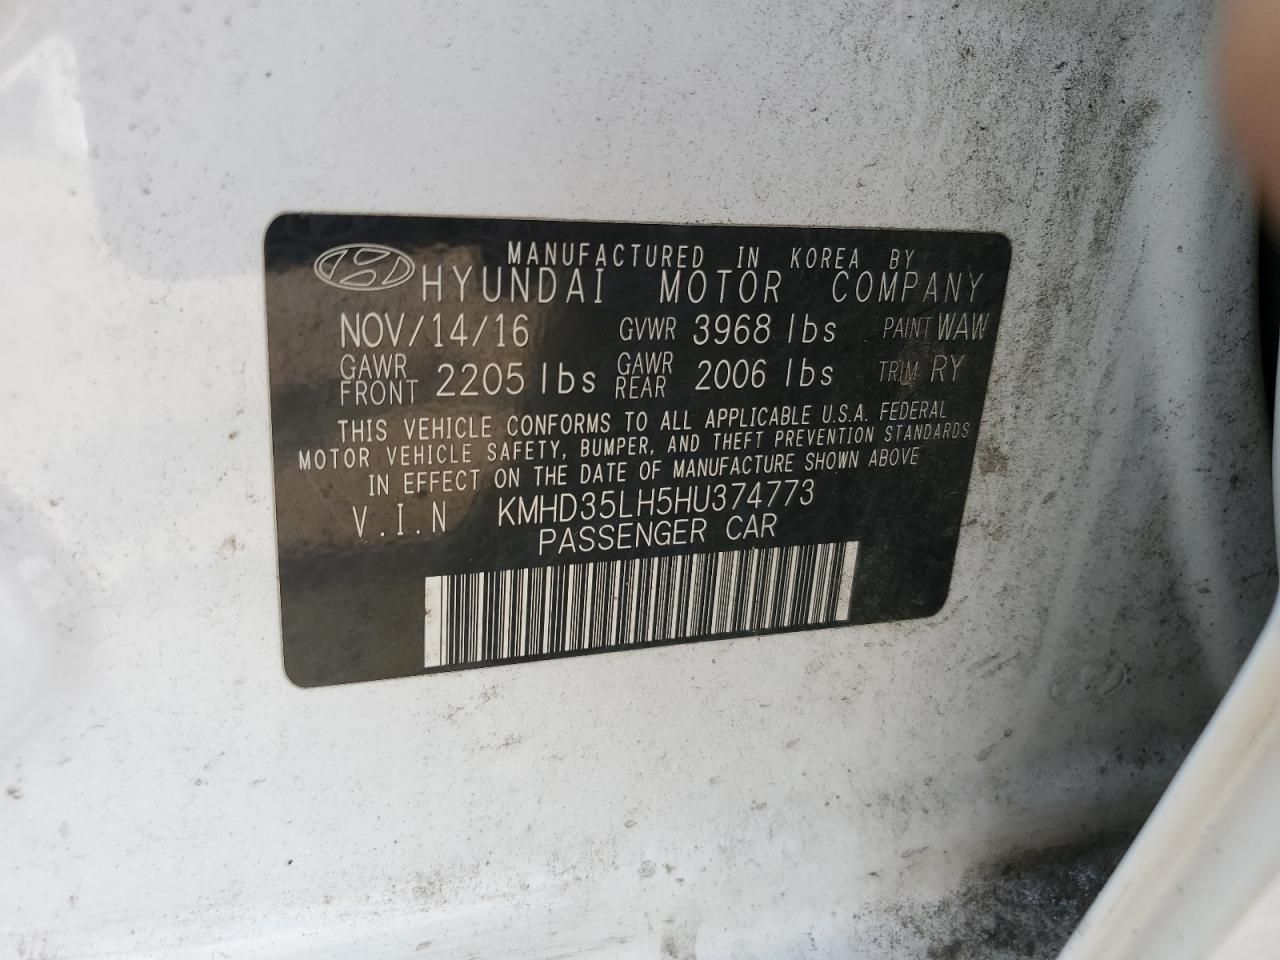 MANUFACTURED IN KOREA BY
HYUNDAI MOTOR COMPANY
NOV/14/16 GVWR 3968 lbs PAINT WAW
GAWR FRONT 2205 lbs GAWR REAR 2006 lbs TRIM RY
THIS VEHICLE CONFORMS TO ALL APPLICABLE U.S.A. FEDERAL
MOTOR VEHICLE SAFETY, BUMPER, AND THEFT PREVENTION STANDARDS
IN EFFECT ON THE DATE OF MANUFACTURE SHOWN ABOVE
V.I.N KMHD35LH5HU374773
PASSENGER CAR